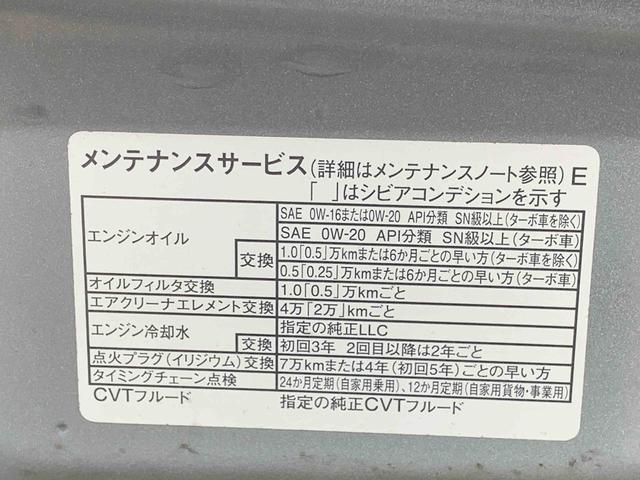 メンテナンスサービス(詳細はメンテナンスノート参照) E
「 」はシビアコンデションを示す
エンジンオイル
SAE 0W-16または0W-20 API分類 SN級以上(ターボ車を除く)
SAE 0W-20 API分類 SN級以上(ターボ車)
交換
1.0「0.5」万kmまたは6か月ごとの早い方(ターボ車を除く)
0.5「0.25」万kmまたは6か月ごとの早い方(ターボ車)
オイルフィルタ交換 1.0「0.5」万kmごと
エアクリーナエレメント交換 4万「2万」kmごと
エンジン冷却水 指定の純正LLC
交換 初回3年 2回目以降は2年ごと
点火プラグ(イリジウム)交換 7万kmまたは4年(初回5年)ごとの早い方
タイミングチェーン点検 24か月定期(自家用乗用)、12か月定期(自家用貨物・事業用)
CVTフルード 指定の純正CVTフルード